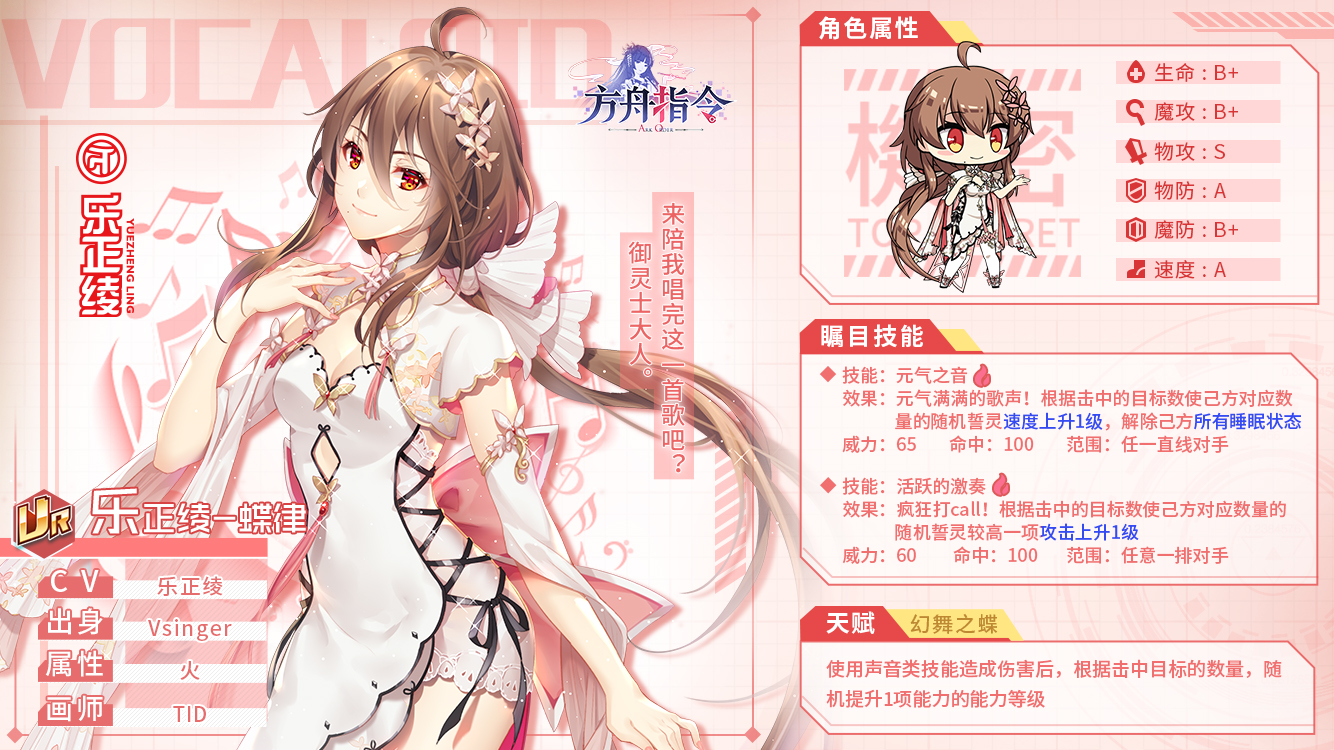 VOCALOID
方舟指令
ARK ORDER
乐正绫
YUEZHENG LING
来陪我唱完这一首歌吧？
御灵士大人。
UR 乐正绫—蝶律
CV 乐正绫
出身 Vsinger
属性 火
画师 TID
角色属性
機密
TOP SECRET
生命：B+
魔攻：B+
物攻：S
物防：A
魔防：B+
速度：A
瞩目技能
技能：元气之音
效果：元气满满的歌声！根据击中的目标数使己方对应数
量的随机誓灵速度上升1级，解除己方所有睡眠状态
威力：65 命中：100 范围：任一直线对手
技能：活跃的激奏
效果：疯狂打call！根据击中的目标数使己方对应数量的
随机誓灵较高一项攻击上升1级
威力：60 命中：100 范围：任意一排对手
天赋 幻舞之蝶
使用声音类技能造成伤害后，根据击中目标的数量，随
机提升1项能力的能力等级